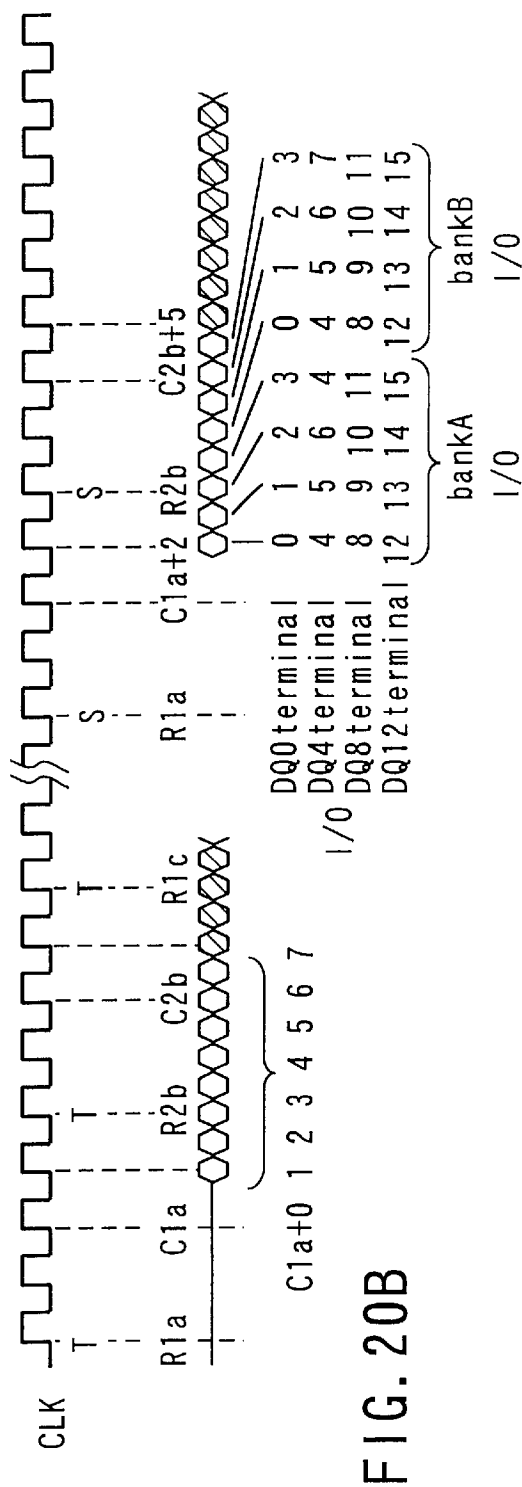 CLK
T T T S S
R1a C1a R2b C2b R1c R1a C1a+2 R2b C2b+5
C1a+0 1 2 3 4 5 6 7
I/O
DQ0terminal 0 1 2 3 0 1 2 3
DQ4terminal 4 5 6 4 4 5 6 7
DQ8terminal 8 9 10 11 8 9 10 11
DQ12terminal 12 13 14 15 12 13 14 15
bankA bankB
I/O I/O
FIG. 20B